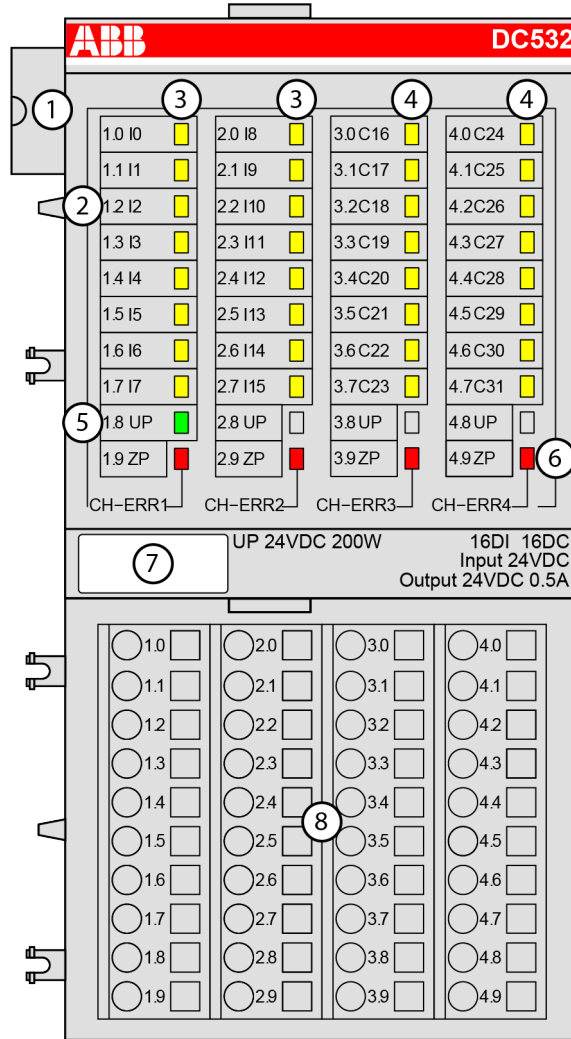 ABB DC532
1 3 3 4 4
1.0 I0 2.0 I8 3.0 C16 4.0 C24
1.1 I1 2.1 I9 3.1 C17 4.1 C25
2 1.2 I2 2.2 I10 3.2 C18 4.2 C26
1.3 I3 2.3 I11 3.3 C19 4.3 C27
1.4 I4 2.4 I12 3.4 C20 4.4 C28
1.5 I5 2.5 I13 3.5 C21 4.5 C29
1.6 I6 2.6 I14 3.6 C22 4.6 C30
1.7 I7 2.7 I15 3.7 C23 4.7 C31
5 1.8 UP 2.8 UP 3.8 UP 4.8 UP
1.9 ZP 2.9 ZP 3.9 ZP 4.9 ZP 6
CH-ERR1 CH-ERR2 CH-ERR3 CH-ERR4
7 UP 24VDC 200W 16DI 16DC
Input 24VDC
Output 24VDC 0.5A
1.0 2.0 3.0 4.0
1.1 2.1 3.1 4.1
1.2 2.2 3.2 4.2
1.3 2.3 3.3 4.3
1.4 2.4 3.4 4.4
8
1.5 2.5 3.5 4.5
1.6 2.6 3.6 4.6
1.7 2.7 3.7 4.7
1.8 2.8 3.8 4.8
1.9 2.9 3.9 4.9